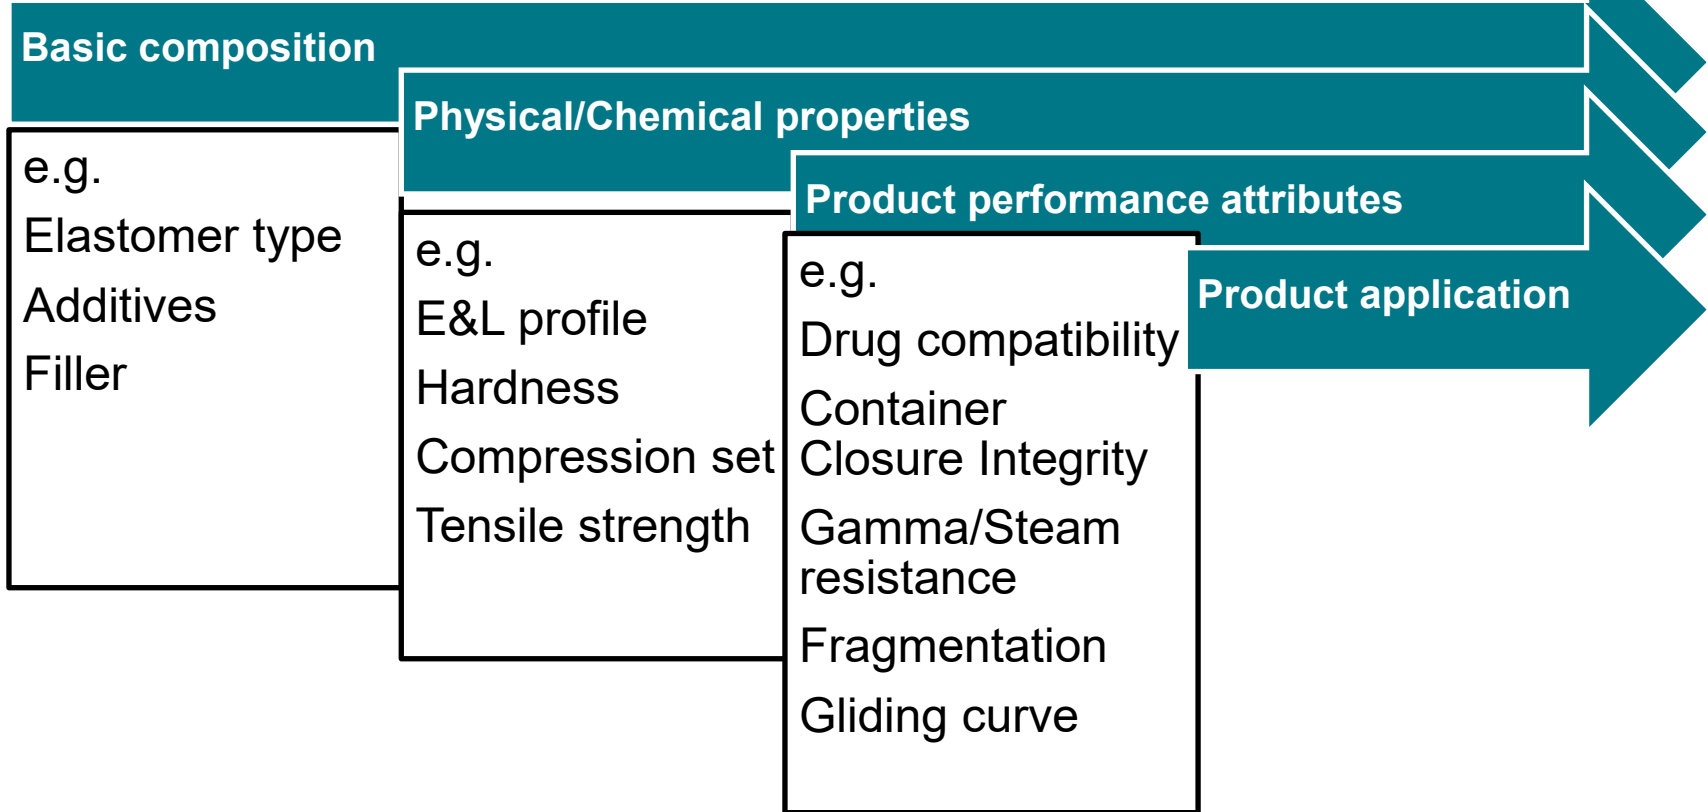 Basic composition
e.g.
Elastomer type
Additives
Filler
Physical/Chemical properties
e.g.
E&L profile
Hardness
Compression set
Tensile strength
Product performance attributes
e.g.
Drug compatibility
Container
Closure Integrity
Gamma/Steam
resistance
Fragmentation
Gliding curve
Product application